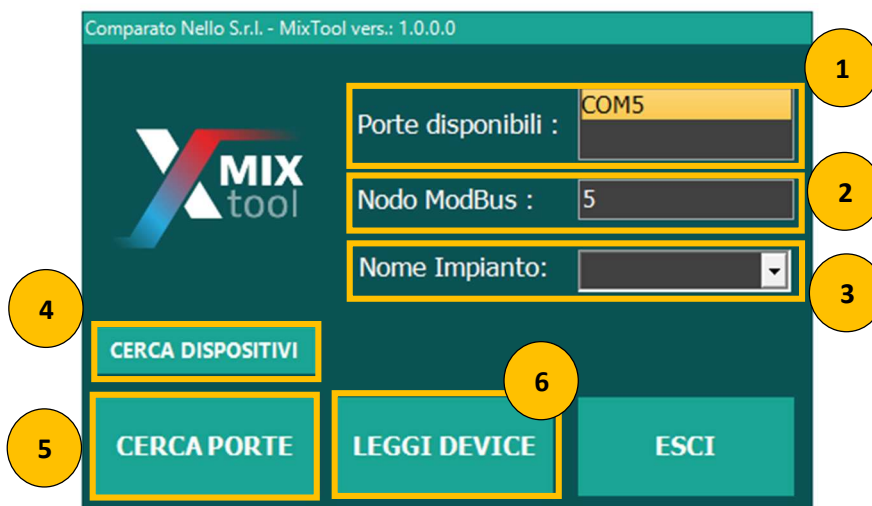 Comparato Nello S.r.l. - MixTool vers.: 1.0.0.0
1
Porte disponibili :
COM5
MIX
tool
Nodo ModBus :
5
2
Nome Impianto:
3
4
CERCA DISPOSITIVI
6
5
CERCA PORTE
LEGGI DEVICE
ESCI